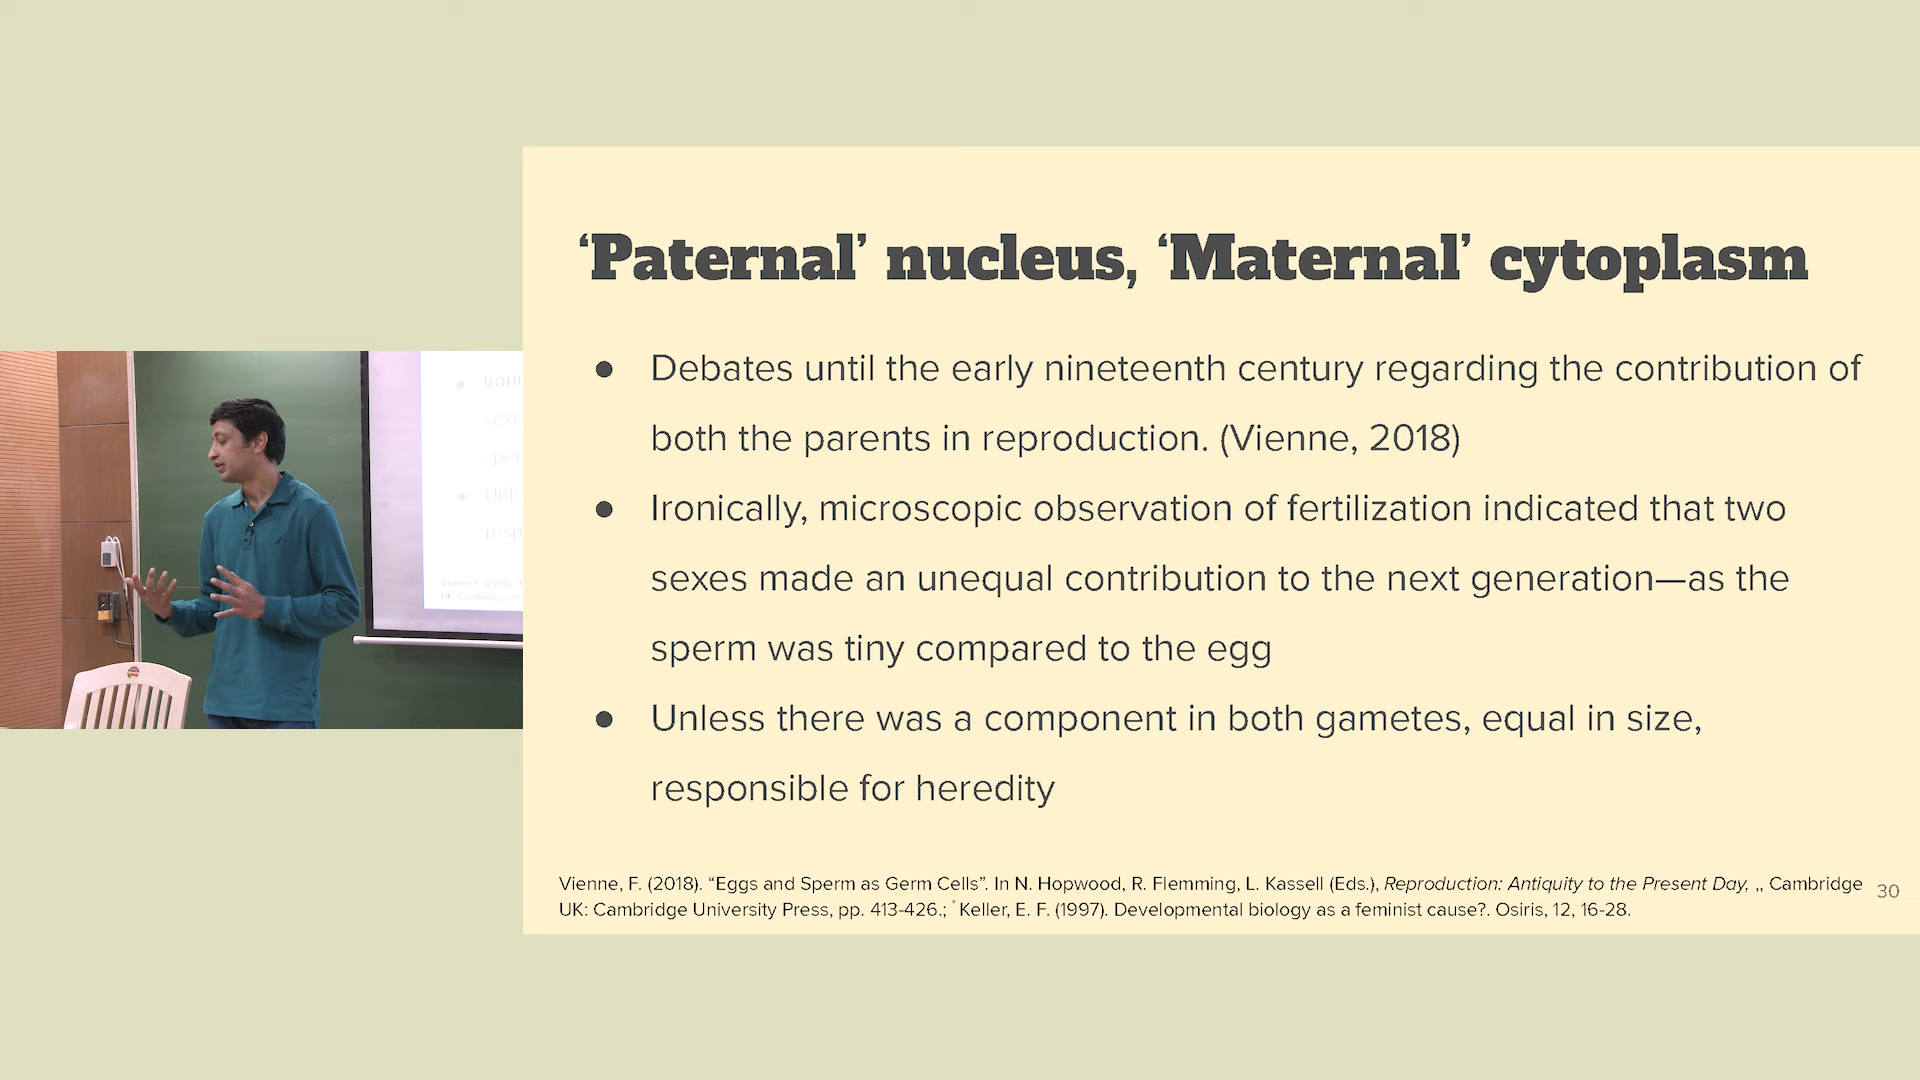 ‘Paternal’ nucleus, ‘Maternal’ cytoplasm
● Debates until the early nineteenth century regarding the contribution of
both the parents in reproduction. (Vienne, 2018)
● Ironically, microscopic observation of fertilization indicated that two
sexes made an unequal contribution to the next generation—as the
sperm was tiny compared to the egg
● Unless there was a component in both gametes, equal in size,
responsible for heredity
Vienne, F. (2018). “Eggs and Sperm as Germ Cells”. In N. Hopwood, R. Flemming, L. Kassell (Eds.), Reproduction: Antiquity to the Present Day, ,, Cambridge
UK: Cambridge University Press, pp. 413-426.; * Keller, E. F. (1997). Developmental biology as a feminist cause?. Osiris, 12, 16-28.
30